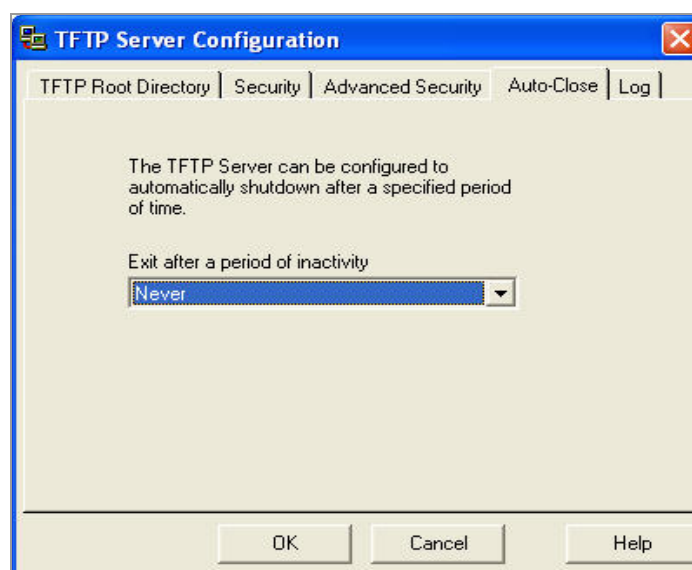 TFTP Server Configuration
TFTP Root Directory Security Advanced Security Auto-Close Log
The TFTP Server can be configured to
automatically shutdown after a specified period
of time.
Exit after a period of inactivity
Never
OK Cancel Help